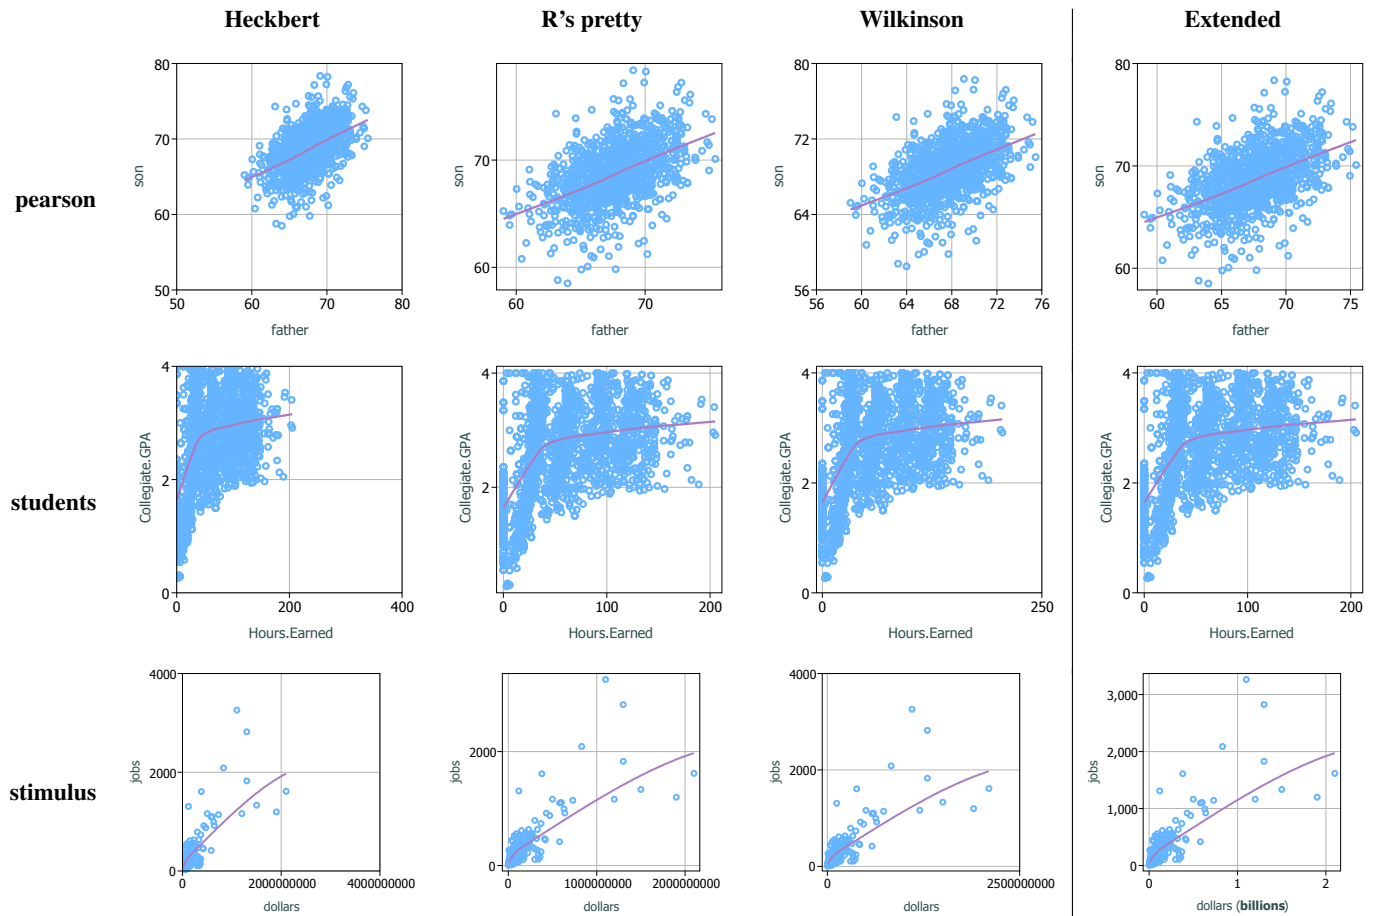 Heckbert R's pretty Wilkinson Extended
pearson
80
70
60
50
50 60 70 80
son
father
70
60
60 70
son
father
80
72
64
56
56 60 64 68 72 76
son
father
80
70
60
60 65 70 75
son
father
students
4
2
0
0 200 400
Collegiate.GPA
Hours.Earned
4
2
0 100 200
Collegiate.GPA
Hours.Earned
4
2
0
0 250
Collegiate.GPA
Hours.Earned
4
2
0
0 100 200
Collegiate.GPA
Hours.Earned
stimulus
4000
2000
0
0 2000000000 4000000000
jobs
dollars
2000
0
0 1000000000 2000000000
jobs
dollars
4000
2000
0
0 2500000000
jobs
dollars
3,000
2,000
1,000
0
0 1 2
jobs
dollars (billions)